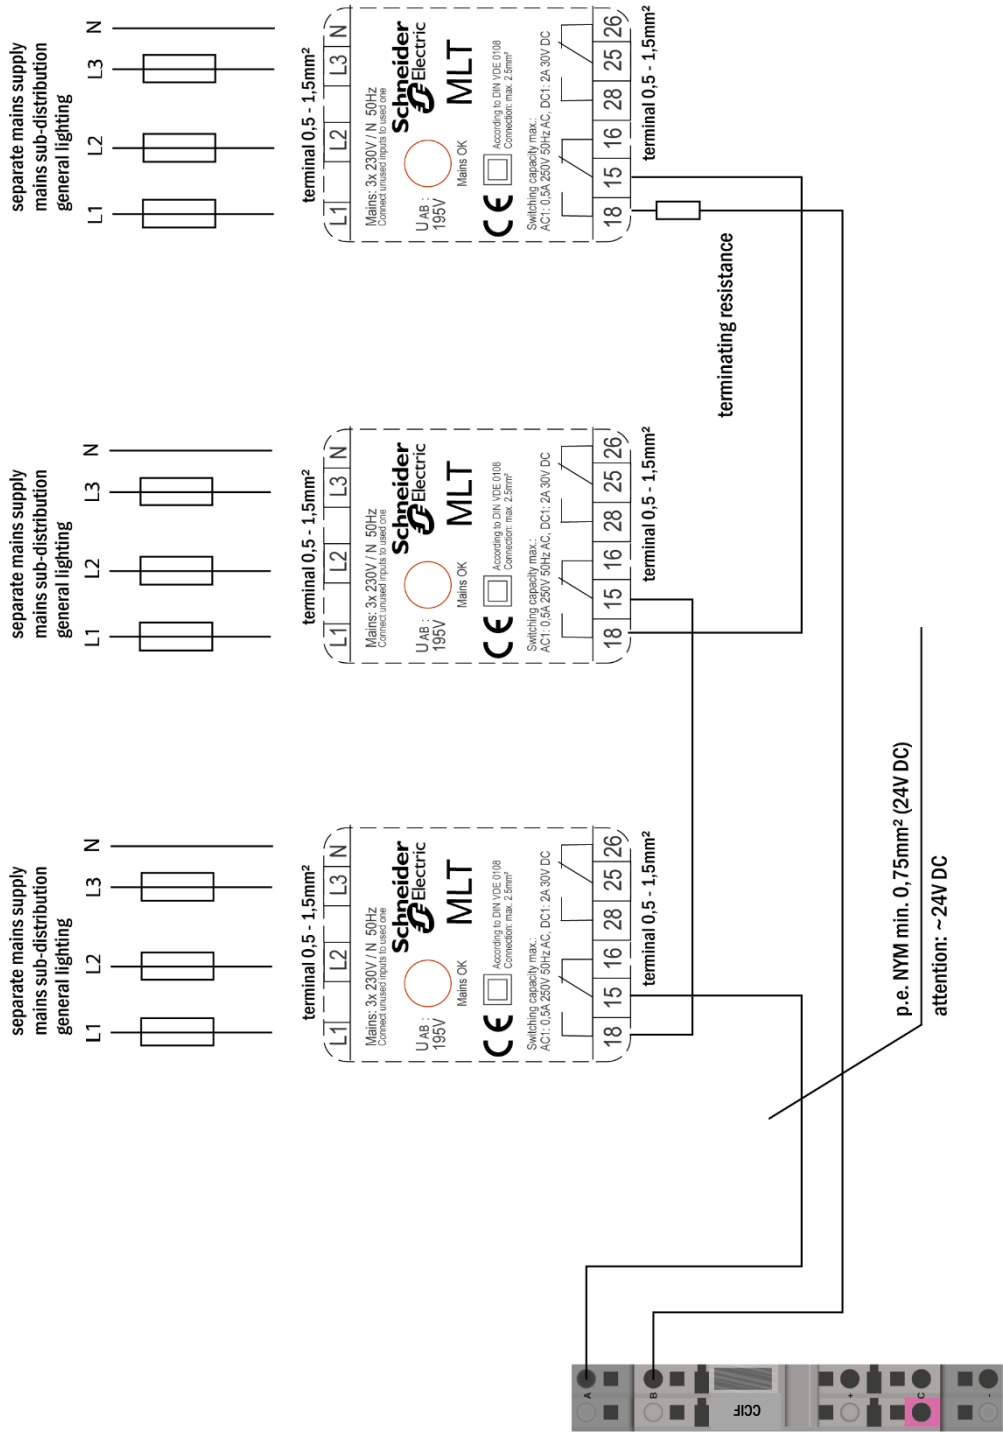 separate mains supply
mains sub-distribution
general lighting
L1 L2 L3 N
terminal 0,5 - 1,5mm²
L1 L2 L3 N
Mains: 3x 230V / N 50Hz
Connect unused inputs to used one
UAB :
195V
Mains OK
Schneider
Electric
MLT
CE
According to DIN VDE 0108
Connection: max. 2.5mm²
Switching capacity max.:
AC1: 0,5A 250V 50Hz AC, DC1: 2A 30V DC
18 15 16 28 25 26
terminal 0,5 - 1,5mm²
separate mains supply
mains sub-distribution
general lighting
L1 L2 L3 N
terminal 0,5 - 1,5mm²
L1 L2 L3 N
Mains: 3x 230V / N 50Hz
Connect unused inputs to used one
UAB :
195V
Mains OK
Schneider
Electric
MLT
CE
According to DIN VDE 0108
Connection: max. 2.5mm²
Switching capacity max.:
AC1: 0,5A 250V 50Hz AC, DC1: 2A 30V DC
18 15 16 28 25 26
terminal 0,5 - 1,5mm²
separate mains supply
mains sub-distribution
general lighting
L1 L2 L3 N
terminal 0,5 - 1,5mm²
L1 L2 L3 N
Mains: 3x 230V / N 50Hz
Connect unused inputs to used one
UAB :
195V
Mains OK
Schneider
Electric
MLT
CE
According to DIN VDE 0108
Connection: max. 2.5mm²
Switching capacity max.:
AC1: 0,5A 250V 50Hz AC, DC1: 2A 30V DC
18 15 16 28 25 26
terminal 0,5 - 1,5mm²
terminating resistance
p.e. NYM min. 0,75mm² (24V DC)
attention: ~24V DC
A
B
CCIF
+
C
-